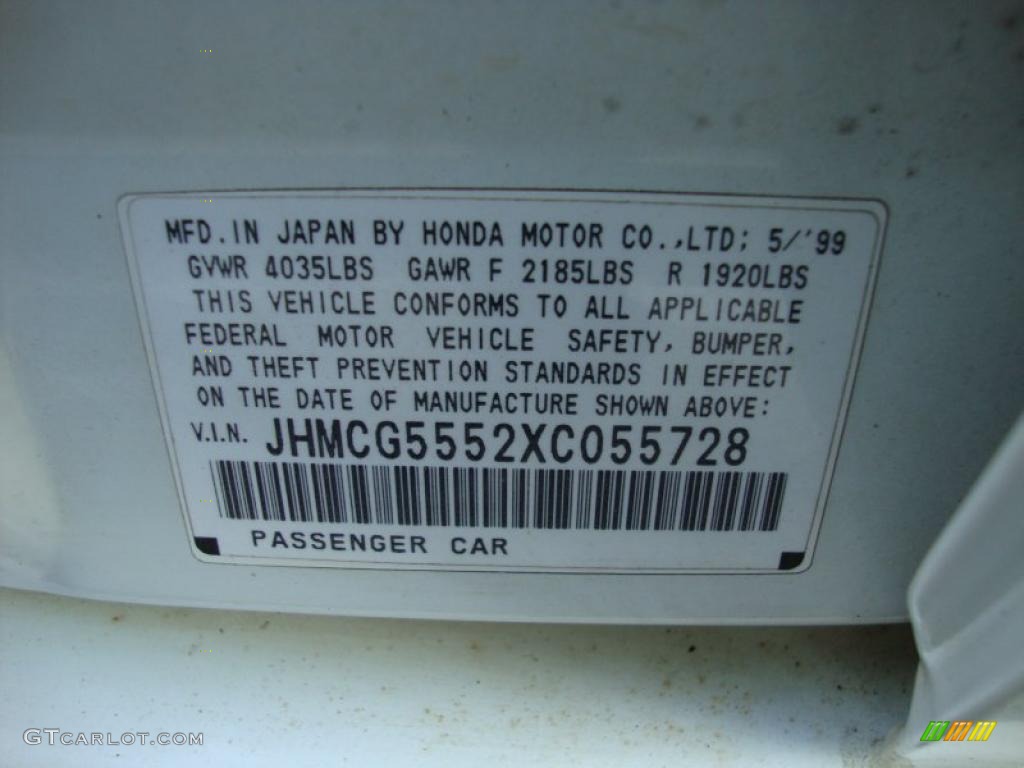 MFD. IN JAPAN BY HONDA MOTOR CO.,LTD; 5/'99
GVWR 4035LBS GAWR F 2185LBS R 1920LBS
THIS VEHICLE CONFORMS TO ALL APPLICABLE
FEDERAL MOTOR VEHICLE SAFETY, BUMPER,
AND THEFT PREVENTION STANDARDS IN EFFECT
ON THE DATE OF MANUFACTURE SHOWN ABOVE:
V.I.N. JHMCG5552XC055728
PASSENGER CAR
GTCARLOT.COM